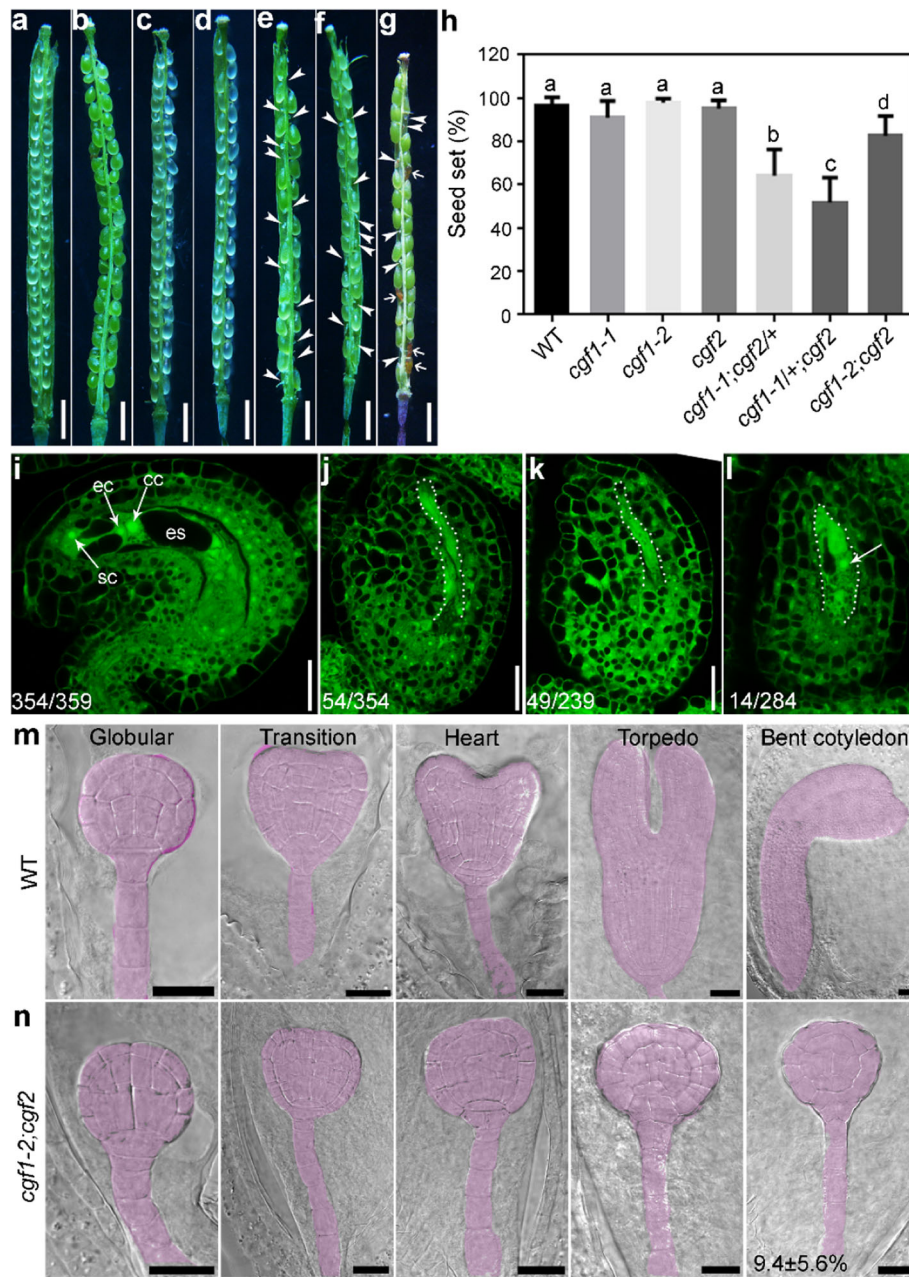 a b c d e f g h
120
100
80
60
40
20
0
Seed set (%)
a a a a b c d
WT cgf1-1 cgf1-2 cgf2 cgf1-1;cgf2/+ cgf1-1/+;cgf2 cgf1-2;cgf2
i j k l
ec cc
es
sc
354/359 54/354 49/239 14/284
m Globular Transition Heart Torpedo Bent cotyledon
WT
n
cgf1-2;cgf2
9.4±5.6%